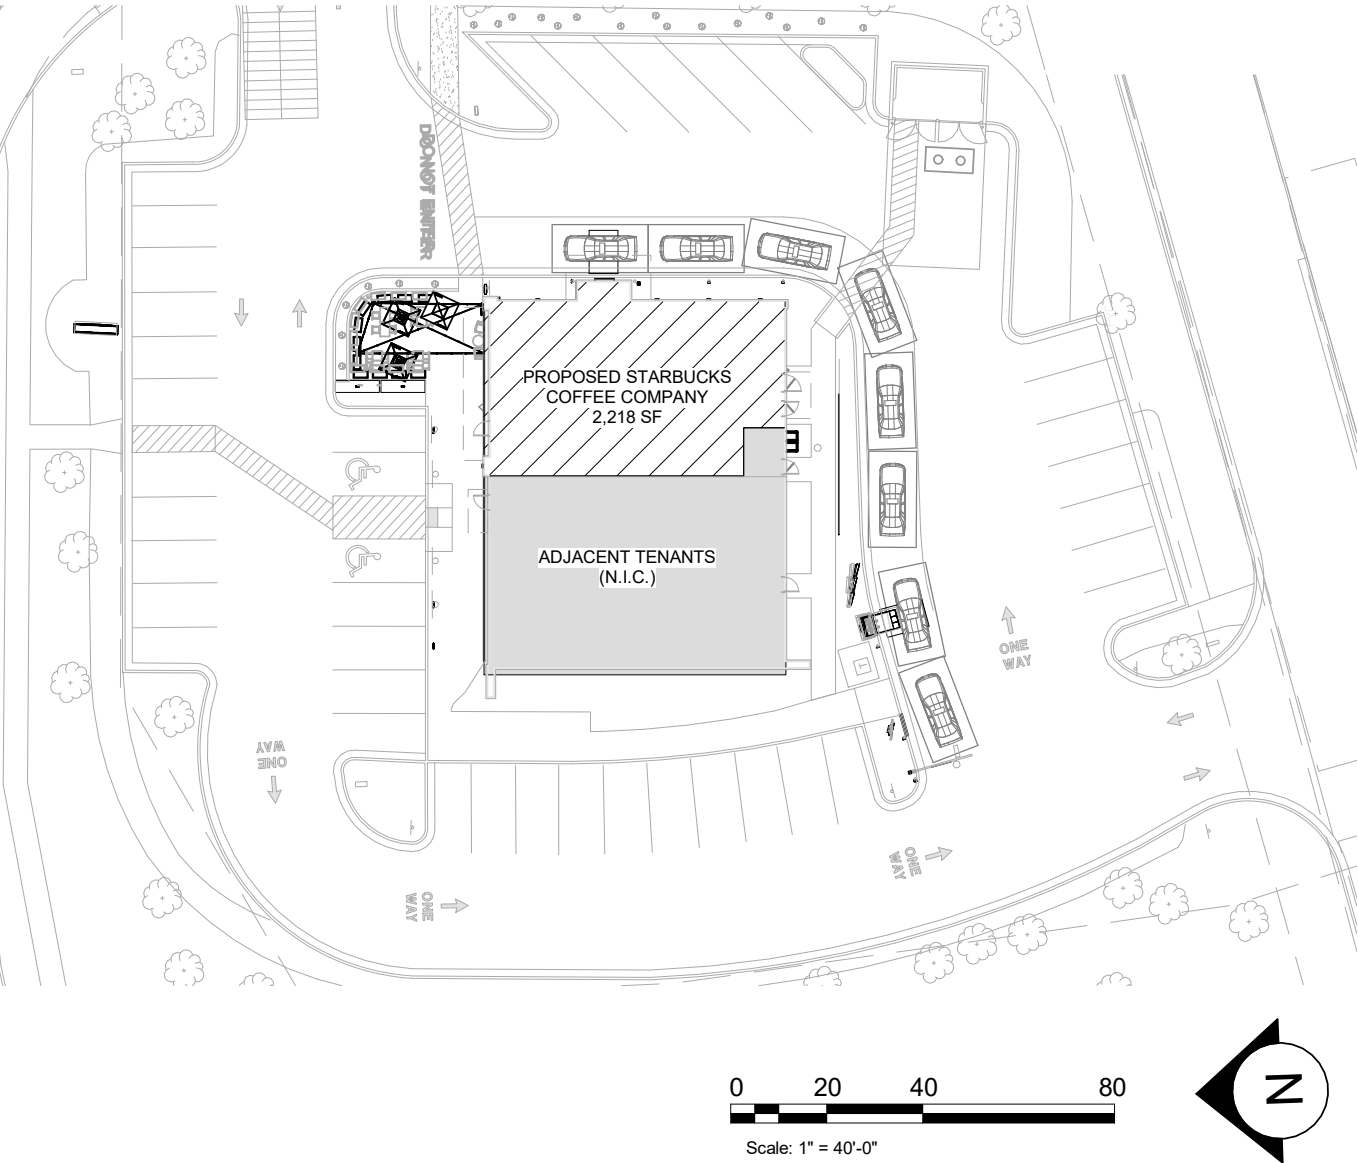 DO NOT ENTER
PROPOSED STARBUCKS
COFFEE COMPANY
2,218 SF
ADJACENT TENANTS
(N.I.C.)
ONE
WAY
T
ONE
WAY
ONE
WAY
ONE
WAY
0 20 40 80
Scale: 1" = 40'-0"
N